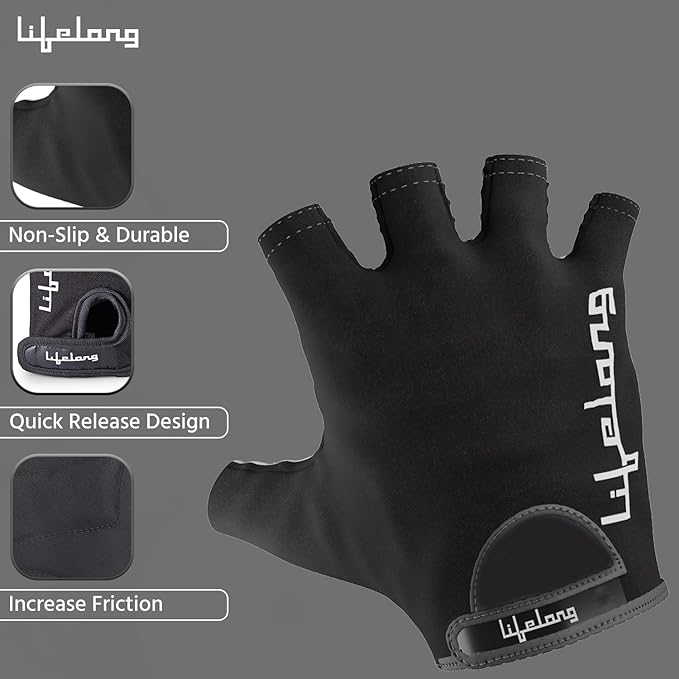 Lifelong
Non-Slip & Durable
Lifelong
Quick Release Design
Increase Friction
Lifelong
Lifelong